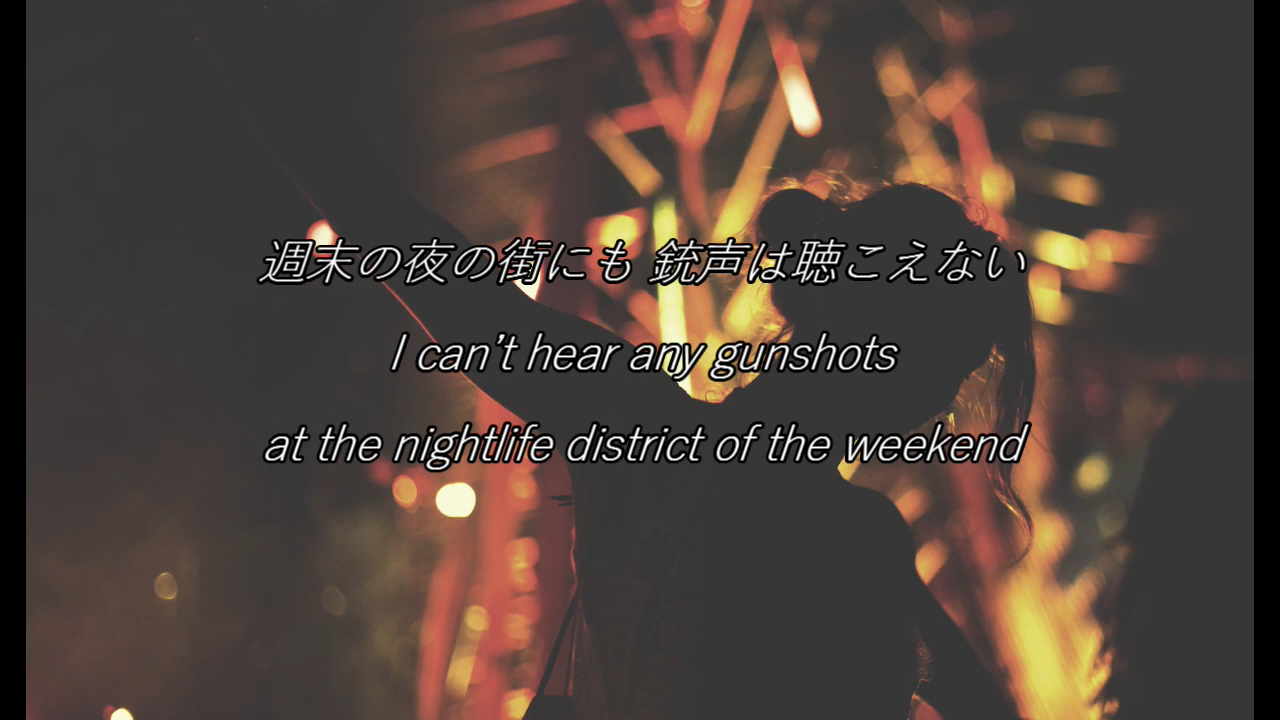 週末の夜の街にも 銃声は聴こえない
I can't hear any gunshots
at the nightlife district of the weekend